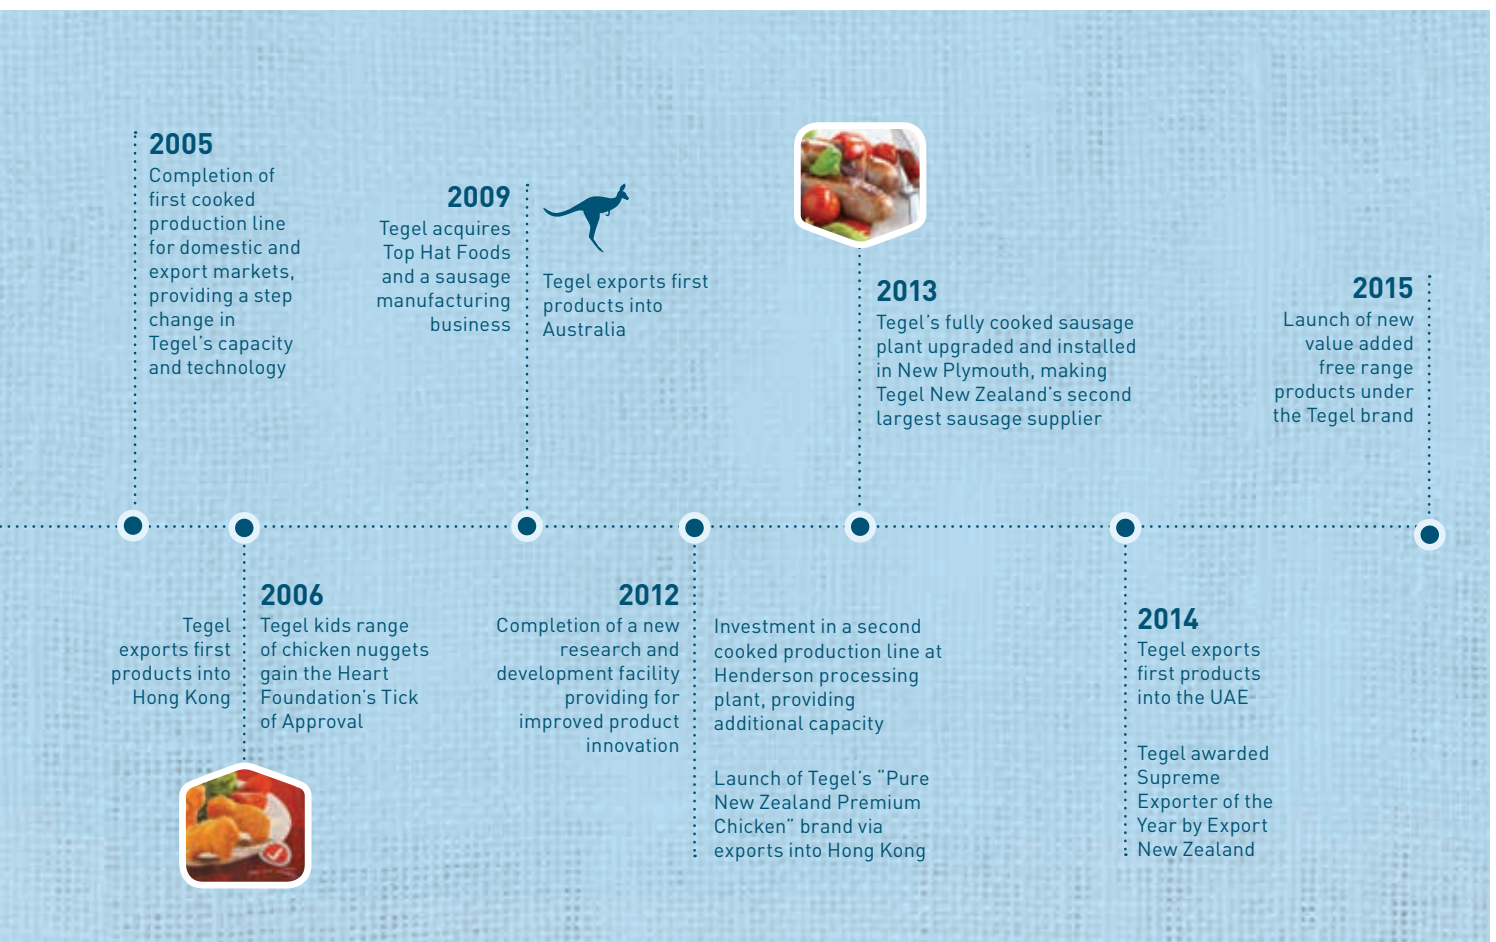 2005
Completion of
first cooked
production line
for domestic and
export markets,
providing a step
change in
Tegel's capacity
and technology
2009
Tegel acquires
Top Hat Foods
and a sausage
manufacturing
business
Tegel exports first
products into
Australia
2013
Tegel's fully cooked sausage
plant upgraded and installed
in New Plymouth, making
Tegel New Zealand's second
largest sausage supplier
2015
Launch of new
value added
free range
products under
the Tegel brand
Tegel
exports first
products into
Hong Kong
2006
Tegel kids range
of chicken nuggets
gain the Heart
Foundation's Tick
of Approval
2012
Completion of a new
research and
development facility
providing for
improved product
innovation
Investment in a second
cooked production line at
Henderson processing
plant, providing
additional capacity
Launch of Tegel's "Pure
New Zealand Premium
Chicken" brand via
exports into Hong Kong
2014
Tegel exports
first products
into the UAE
Tegel awarded
Supreme
Exporter of the
Year by Export
New Zealand